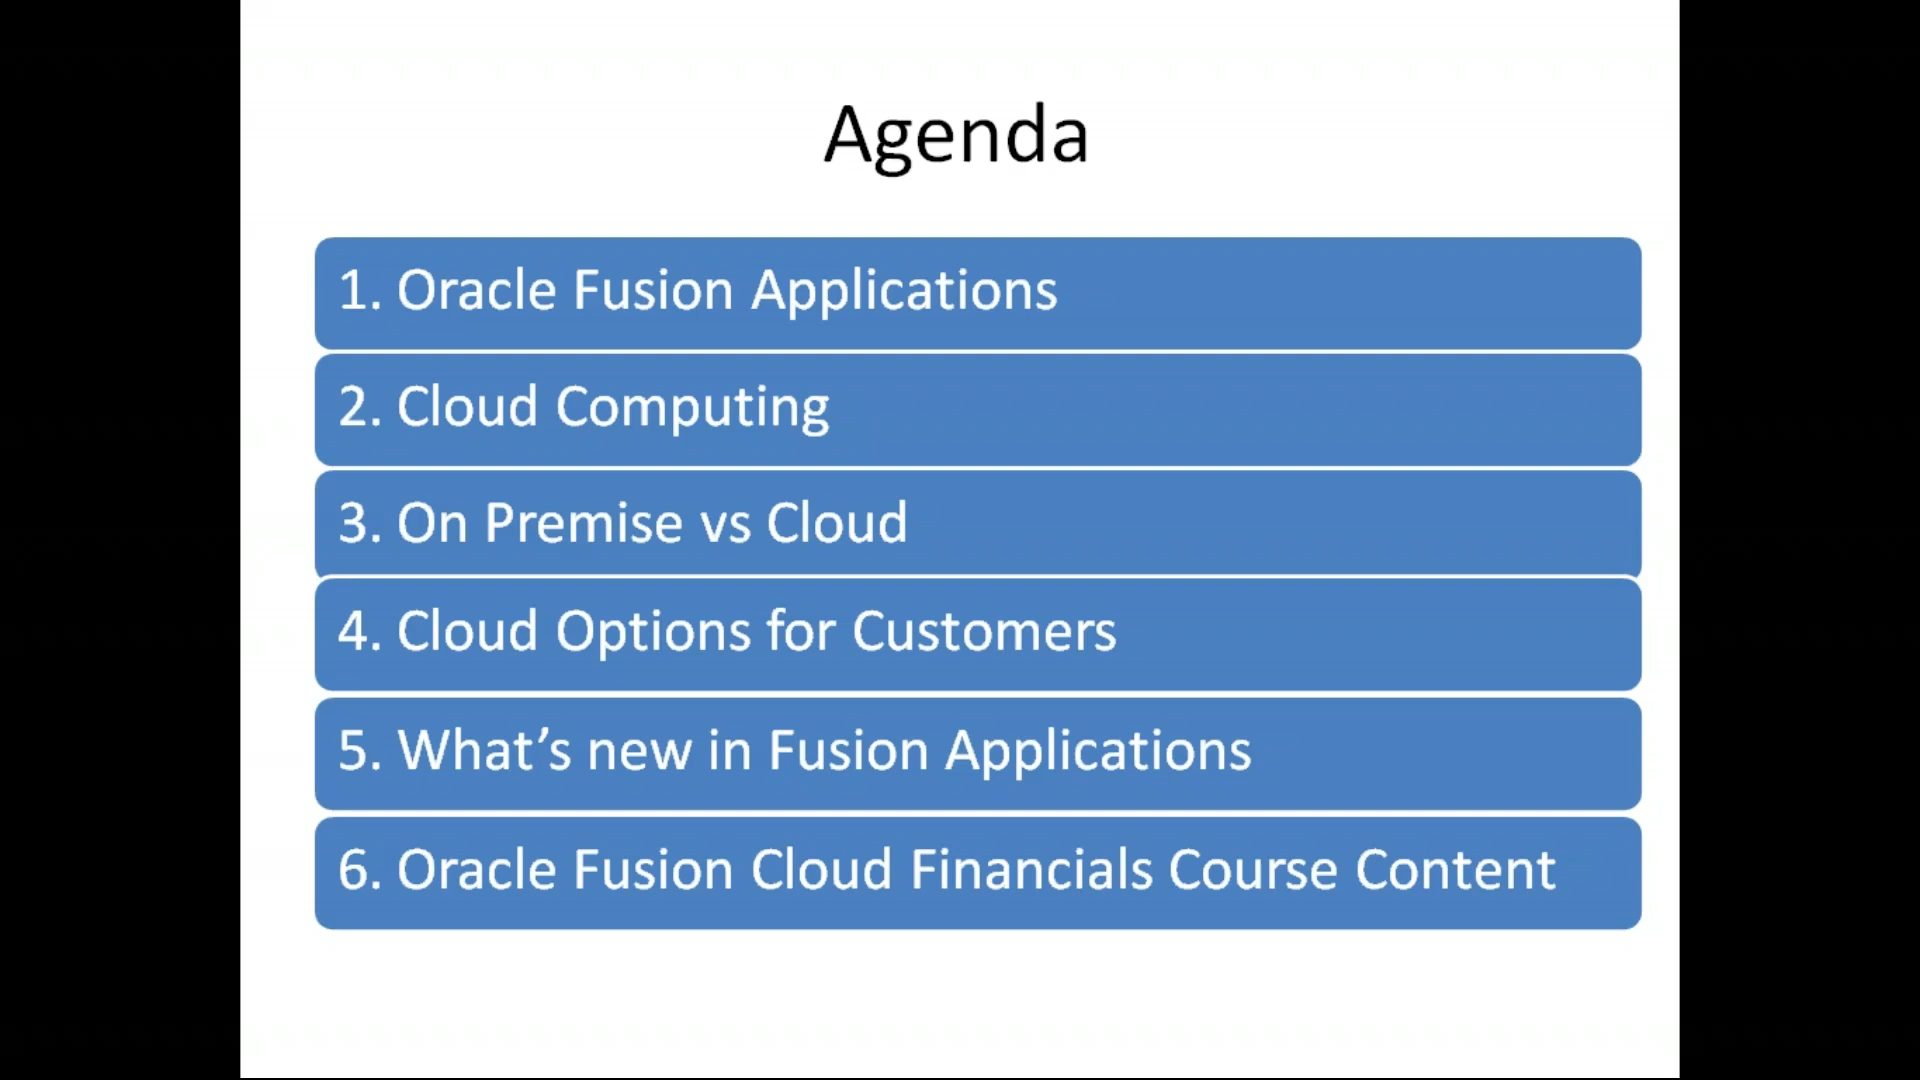 Agenda
1. Oracle Fusion Applications
2. Cloud Computing
3. On Premise vs Cloud
4. Cloud Options for Customers
5. What’s new in Fusion Applications
6. Oracle Fusion Cloud Financials Course Content